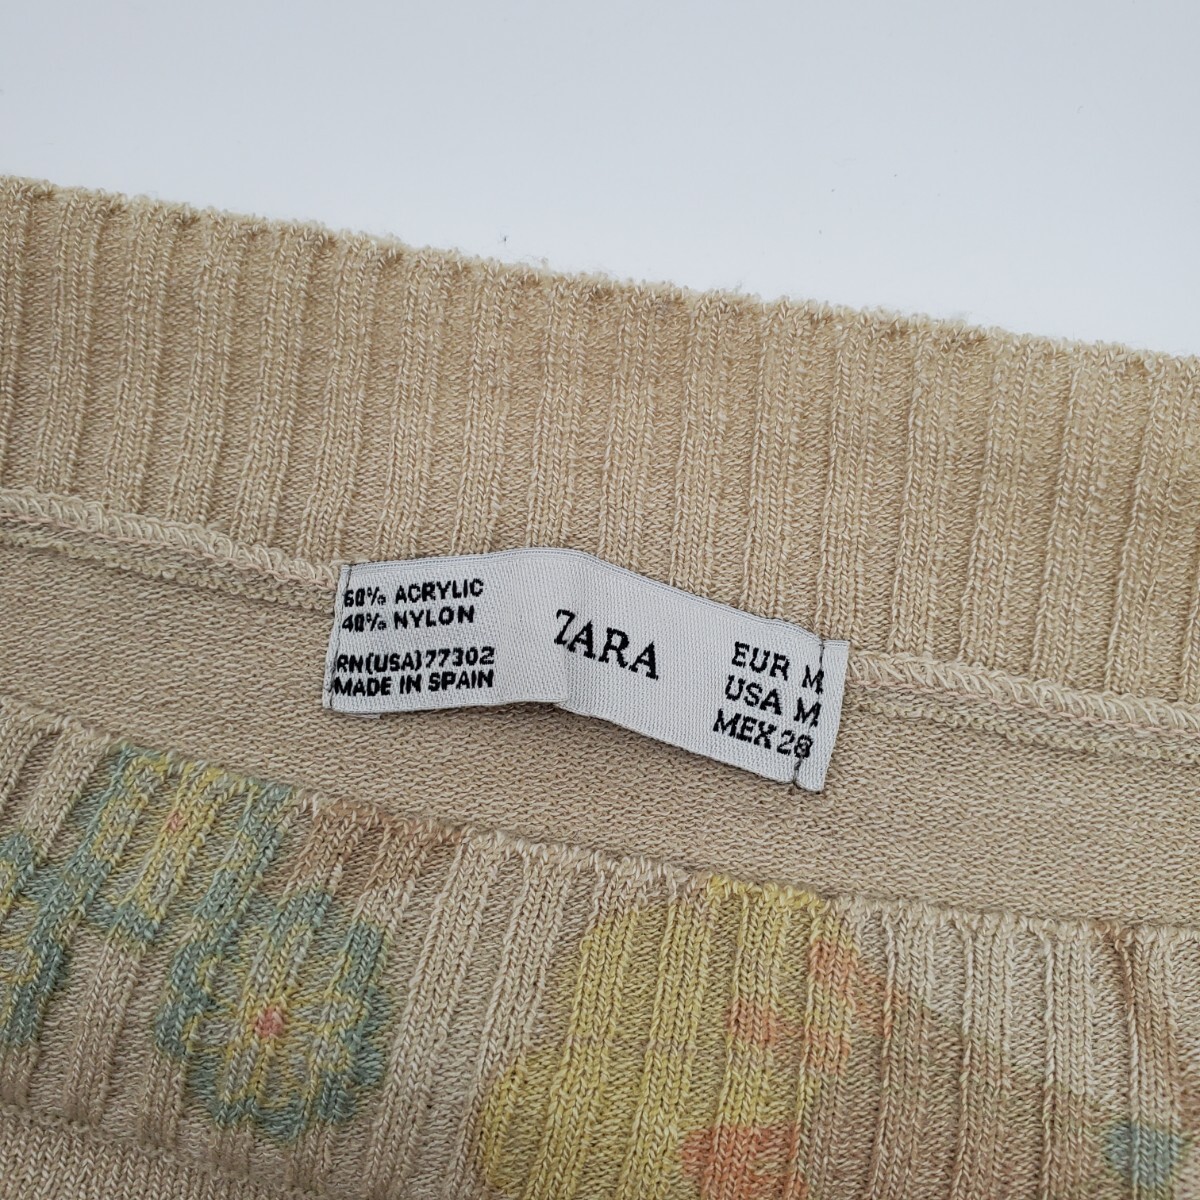 60% ACRYLIC
40% NYLON
RN(USA)77302
MADE IN SPAIN
ZARA
EUR M
USA M
MEX 28